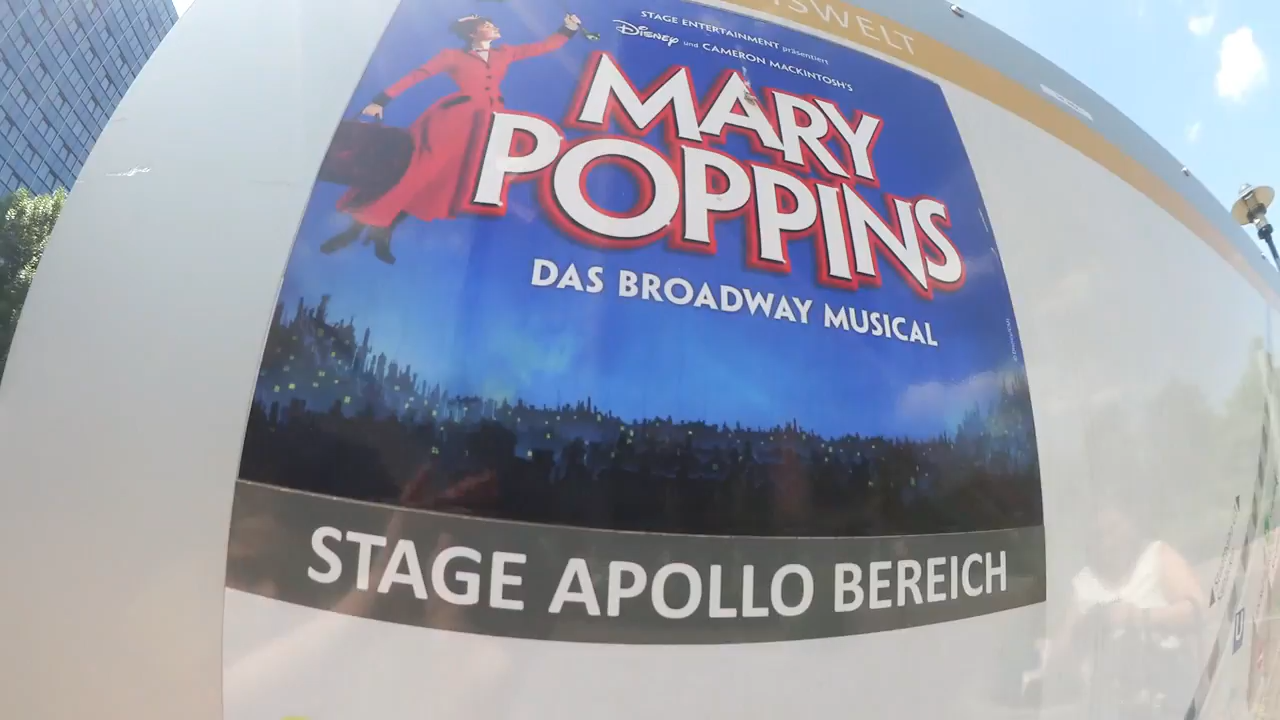 STAGE ENTERTAINMENT präsentiert
Disney und CAMERON MACKINTOSH'S
MARY
POPPINS
DAS BROADWAY MUSICAL
STAGE APOLLO BEREICH
U